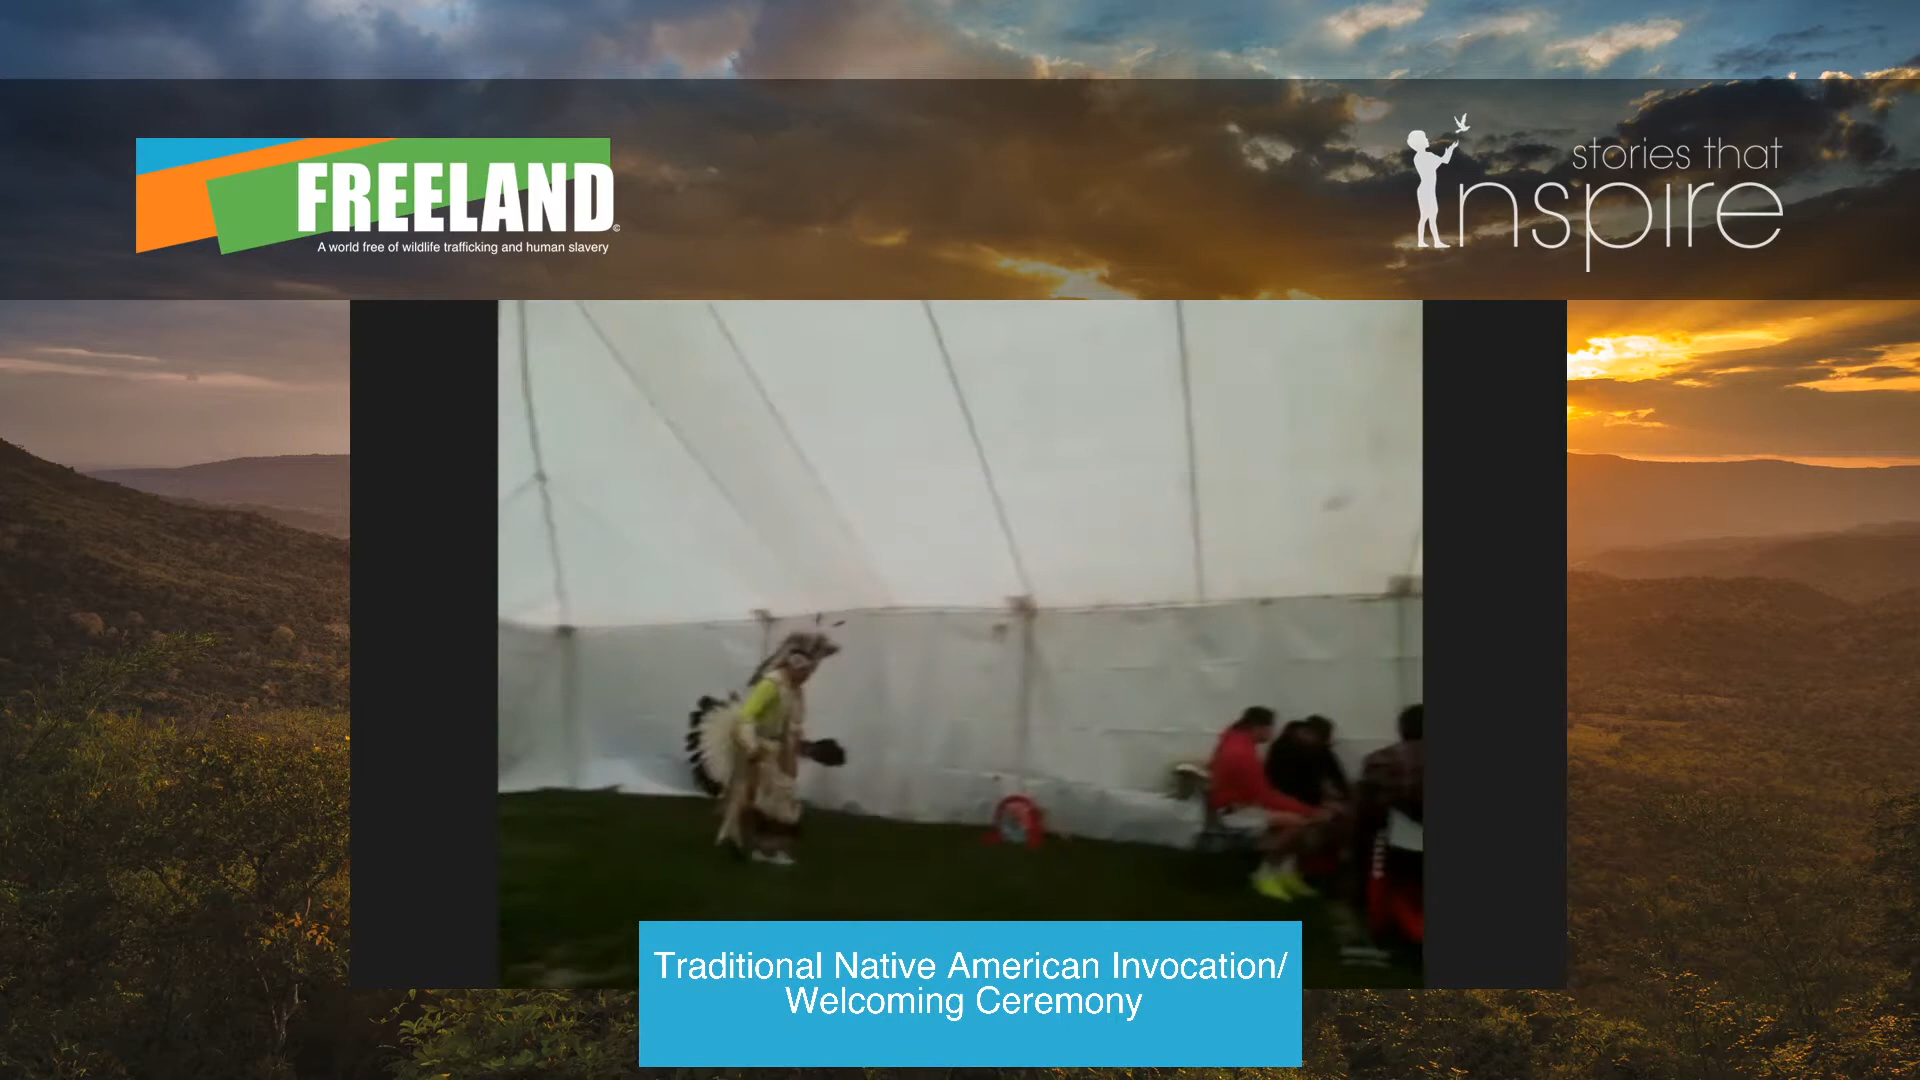 FREELAND©
A world free of wildlife trafficking and human slavery
stories that
inspire
Traditional Native American Invocation/
Welcoming Ceremony